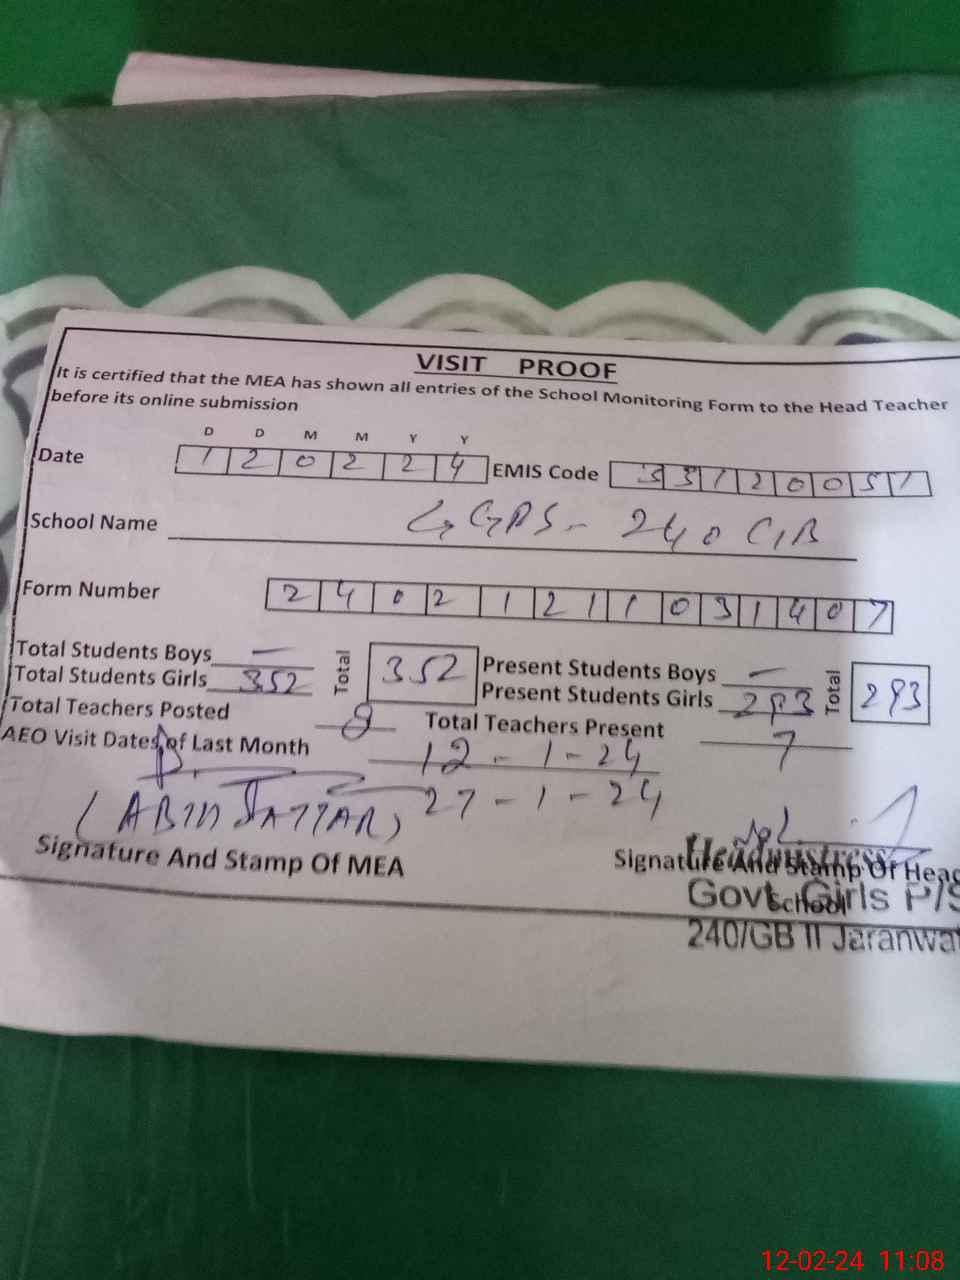 VISIT PROOF
It is certified that the MEA has shown all entries of the School Monitoring Form to the Head Teacher
before its online submission
D D M M Y Y
Date 1 2 0 2 2 4 EMIS Code 3 3 1 2 0 0 5 1
School Name GGPS- 240 G/B
Form Number 2 4 0 2 1 2 1 1 0 3 1 4 0 7
Total Students Boys — Total 352 Present Students Boys — Total 293
Total Students Girls 352 Present Students Girls 293
Total Teachers Posted 8 Total Teachers Present 7
AEO Visit Dates of Last Month 12-1-24
27-1-24
Signature And Stamp Of MEA
Signature And Stamp Of Head
School
Headmistress
Govt. Girls P/S
240/GB II Jaranwa
12-02-24 11:08